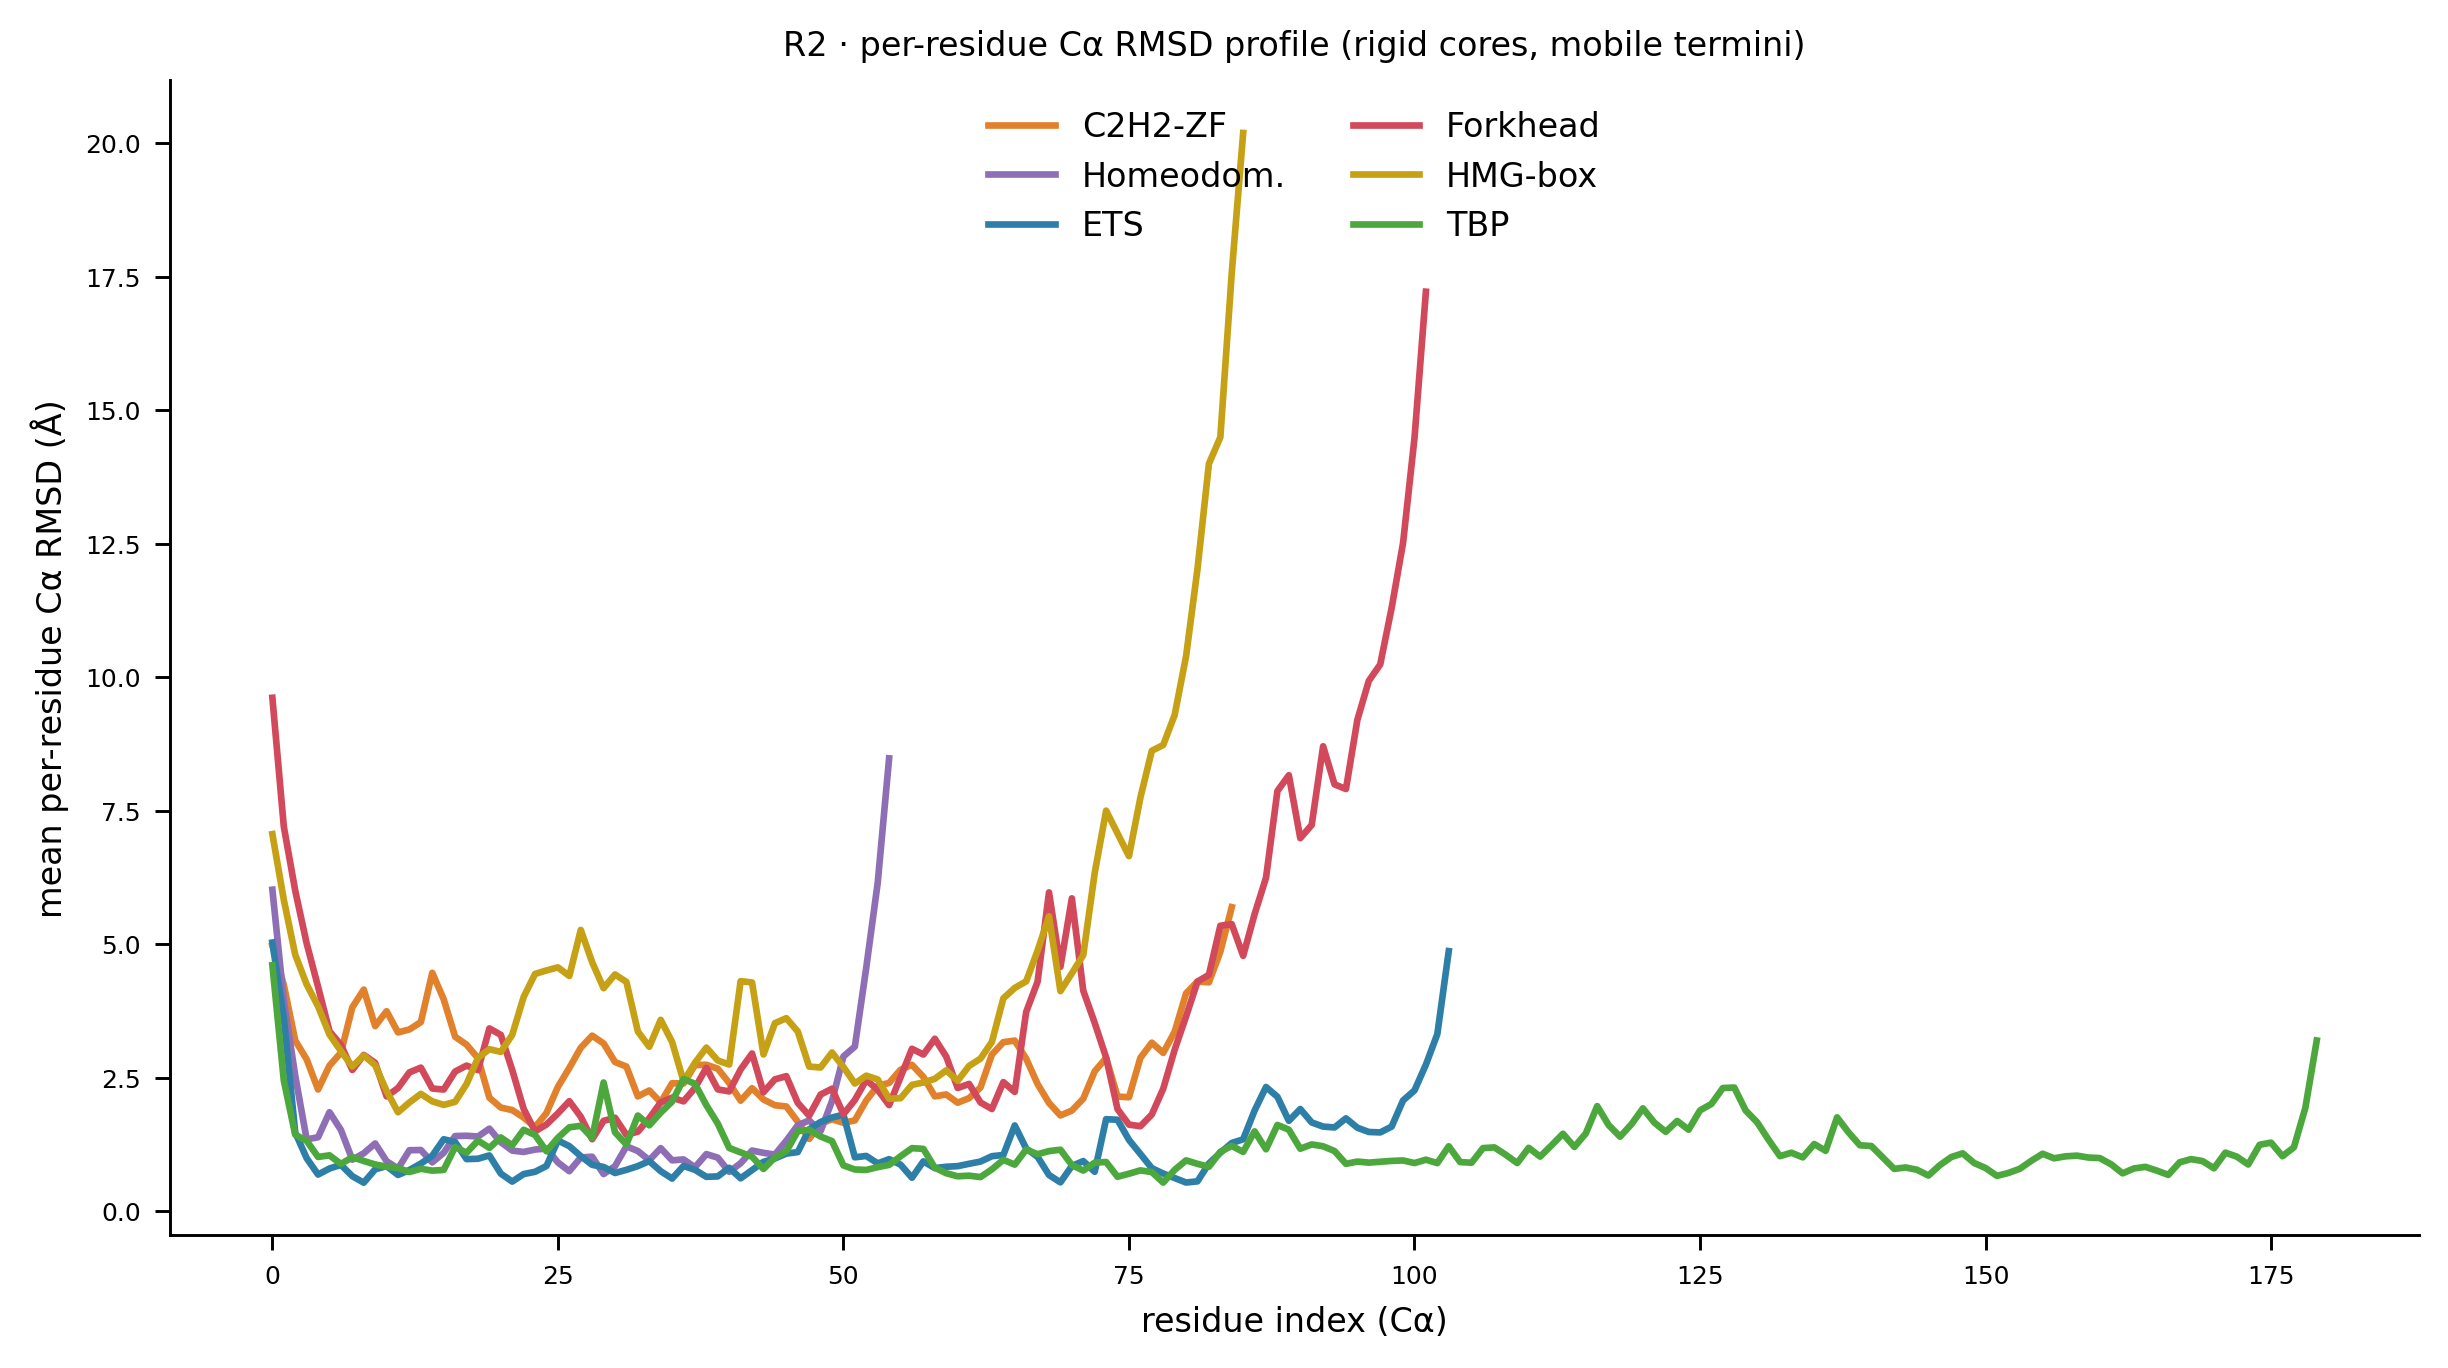 R2 · per-residue Cα RMSD profile (rigid cores, mobile termini)
C2H2-ZF
Homeodom.
ETS
Forkhead
HMG-box
TBP
mean per-residue Cα RMSD (Å)
20.0
17.5
15.0
12.5
10.0
7.5
5.0
2.5
0.0
0 25 50 75 100 125 150 175
residue index (Cα)